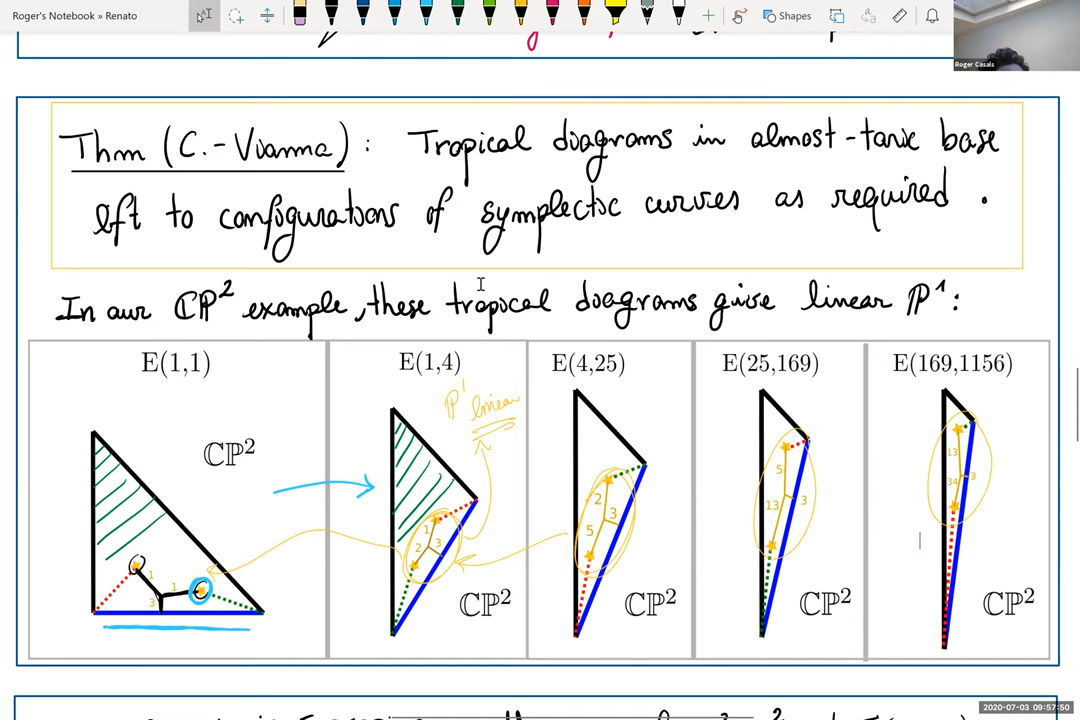 Roger's Notebook » Renato
Shapes
Roger Casals
Thm (C.-Vianna): Tropical diagrams in almost-toric base
lift to configurations of symplectic curves as required.
In our ℂP² example, these tropical diagrams give linear ℙ¹:
E(1,1) E(1,4) E(4,25) E(25,169) E(169,1156)
ℙ¹ linear
ℂℙ²
1 1 3
1 2 3
ℂℙ²
2 3 5
ℂℙ²
5 3 13
ℂℙ²
13 3 34
ℂℙ²
2020-07-03 09:57:50